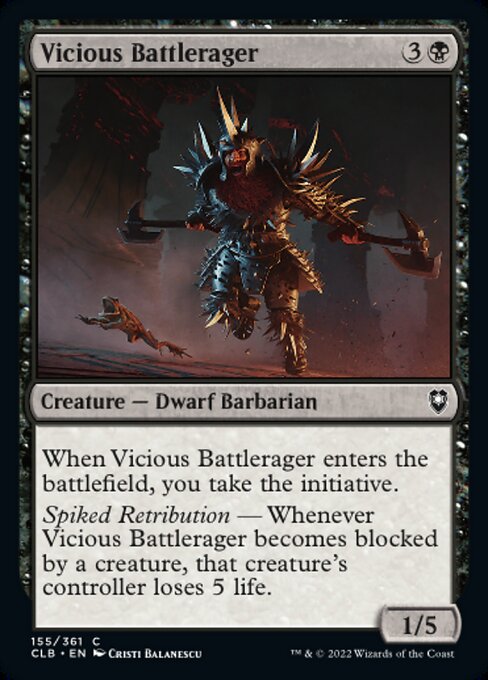 Vicious Battlerager 3
Creature — Dwarf Barbarian
When Vicious Battlerager enters the
battlefield, you take the initiative.
Spiked Retribution — Whenever
Vicious Battlerager becomes blocked
by a creature, that creature's
controller loses 5 life.
1/5
155/361 C
CLB • EN Cristi Balanescu
™ & © 2022 Wizards of the Coast